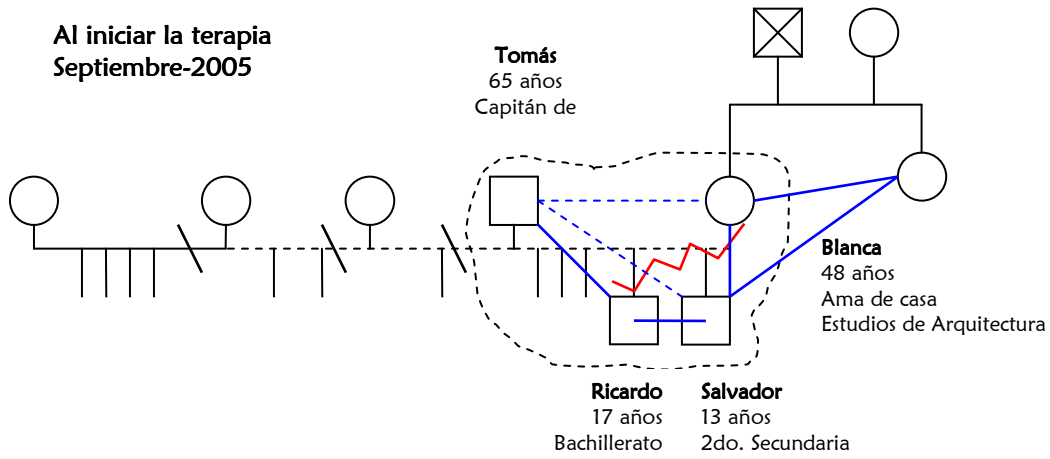 Al iniciar la terapia
Septiembre-2005
Tomás
65 años
Capitán de
Blanca
48 años
Ama de casa
Estudios de Arquitectura
Ricardo
17 años
Bachillerato
Salvador
13 años
2do. Secundaria